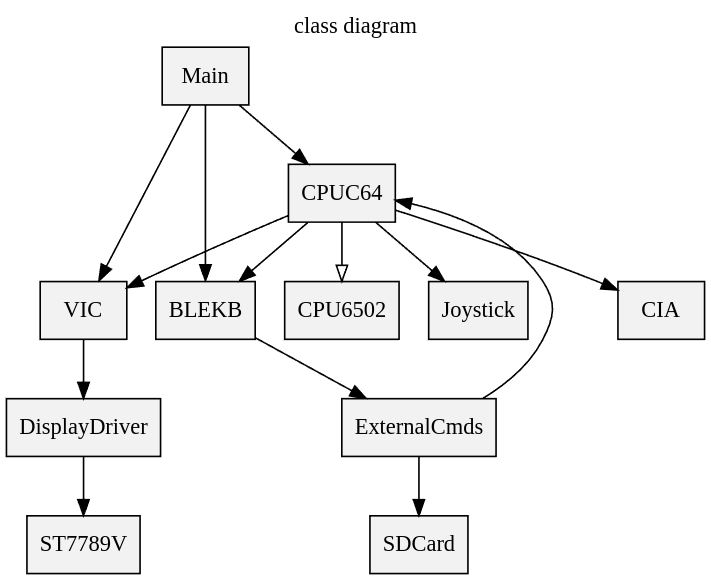 class diagram
Main
CPUC64
VIC
BLEKB
CPU6502
Joystick
CIA
DisplayDriver
ExternalCmds
ST7789V
SDCard